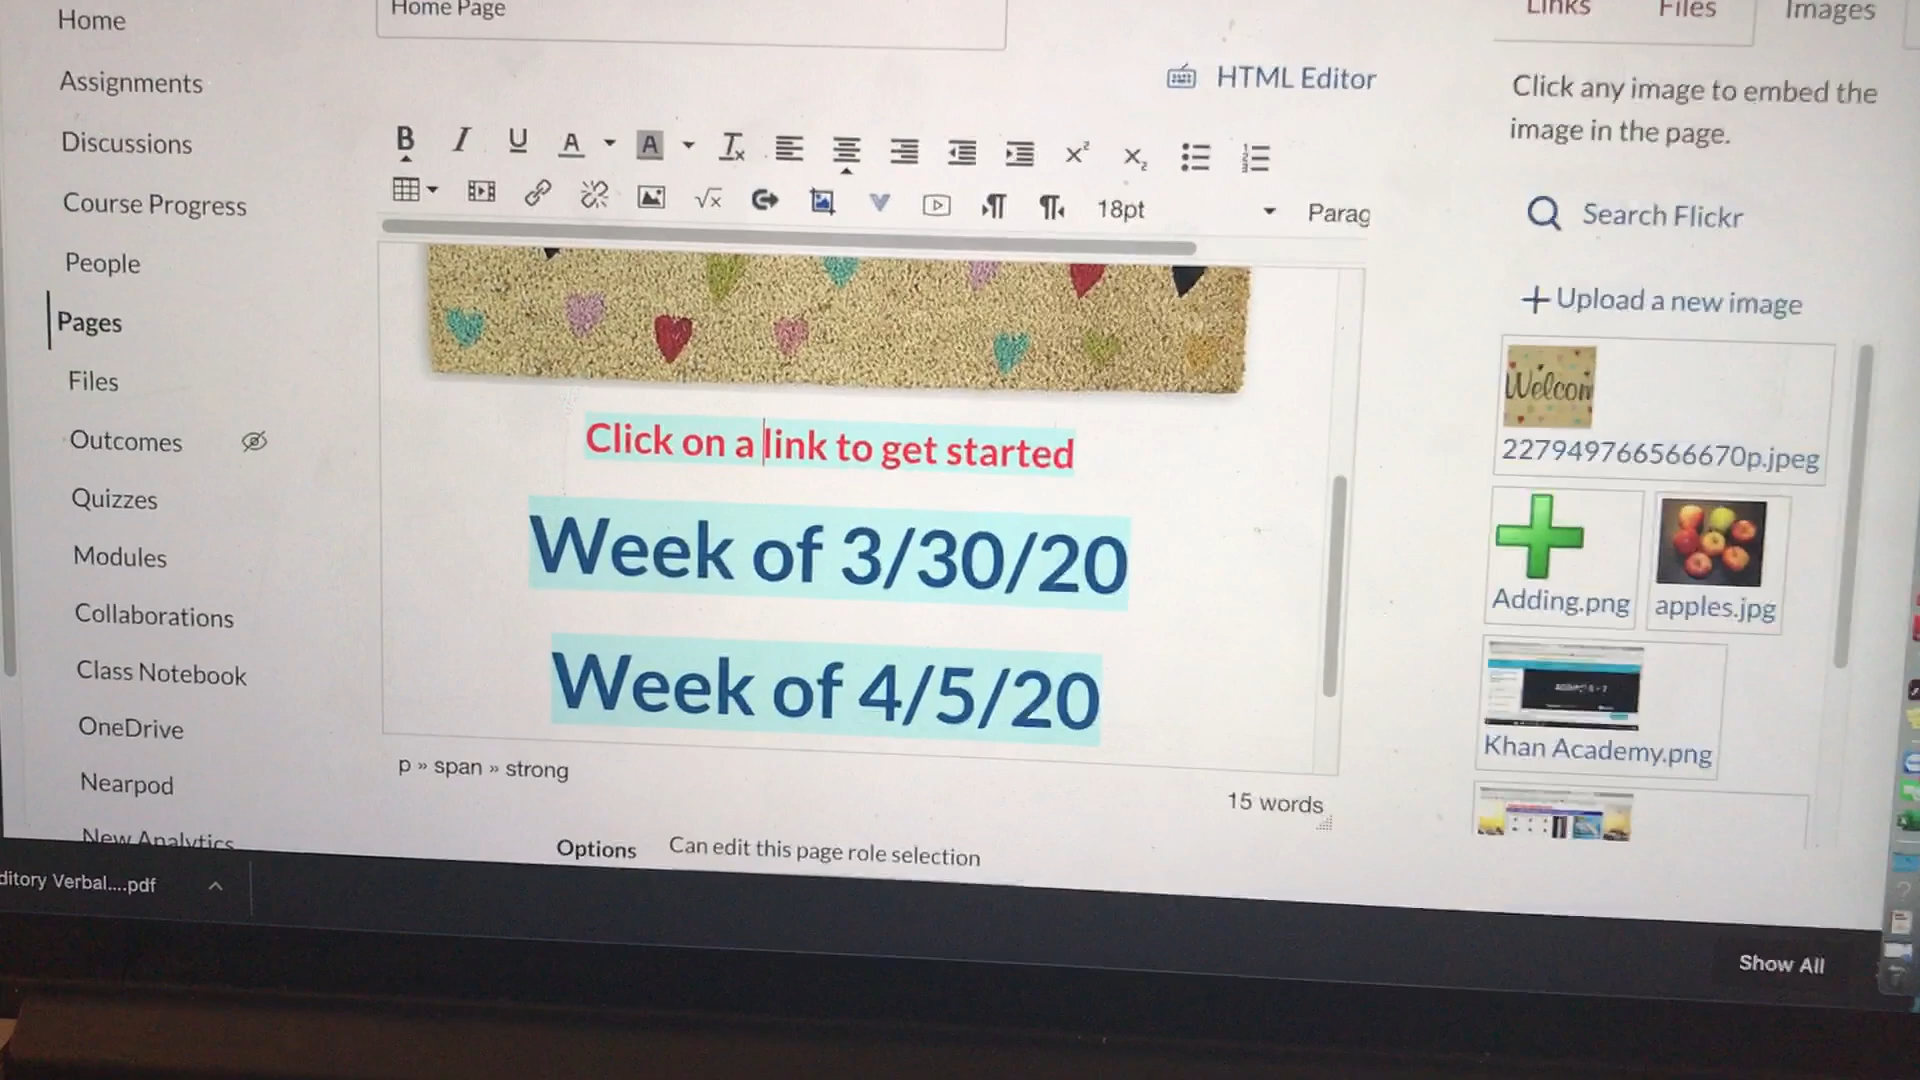 Home
Assignments
Discussions
Course Progress
People
Pages
Files
Outcomes
Quizzes
Modules
Collaborations
Class Notebook
OneDrive
Nearpod
New Analytics
Home Page
HTML Editor
18pt
Parag
Click on a link to get started
Week of 3/30/20
Week of 4/5/20
p » span » strong
15 words
Options Can edit this page role selection
Links Files Images
Click any image to embed the
image in the page.
Search Flickr
Upload a new image
Welcom
227949766566670p.jpeg
Adding.png apples.jpg
Khan Academy.png
ditory Verbal....pdf
Show All